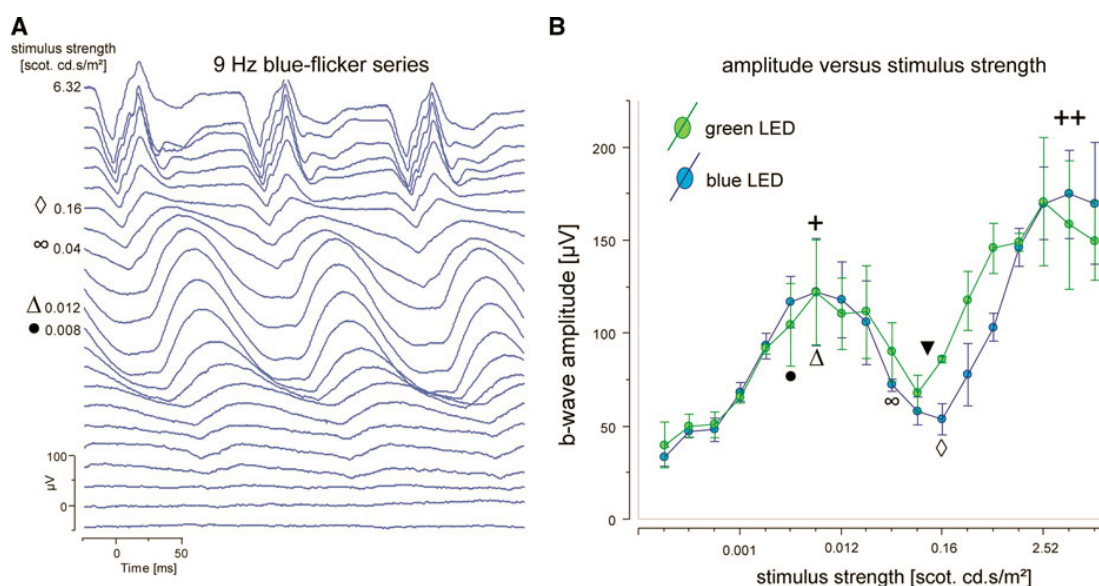 A
stimulus strength
[scot. cd.s/m²]
9 Hz blue-flicker series
6.32
◊ 0.16
∞ 0.04
Δ 0.012
● 0.008
100
μV
0
0
50
Time [ms]
B
amplitude versus stimulus strength
green LED
blue LED
++
+
200
150
100
50
0
b-wave amplitude [μV]
●
Δ
▼
∞
◊
0.001
0.012
0.16
2.52
stimulus strength [scot. cd.s/m²]